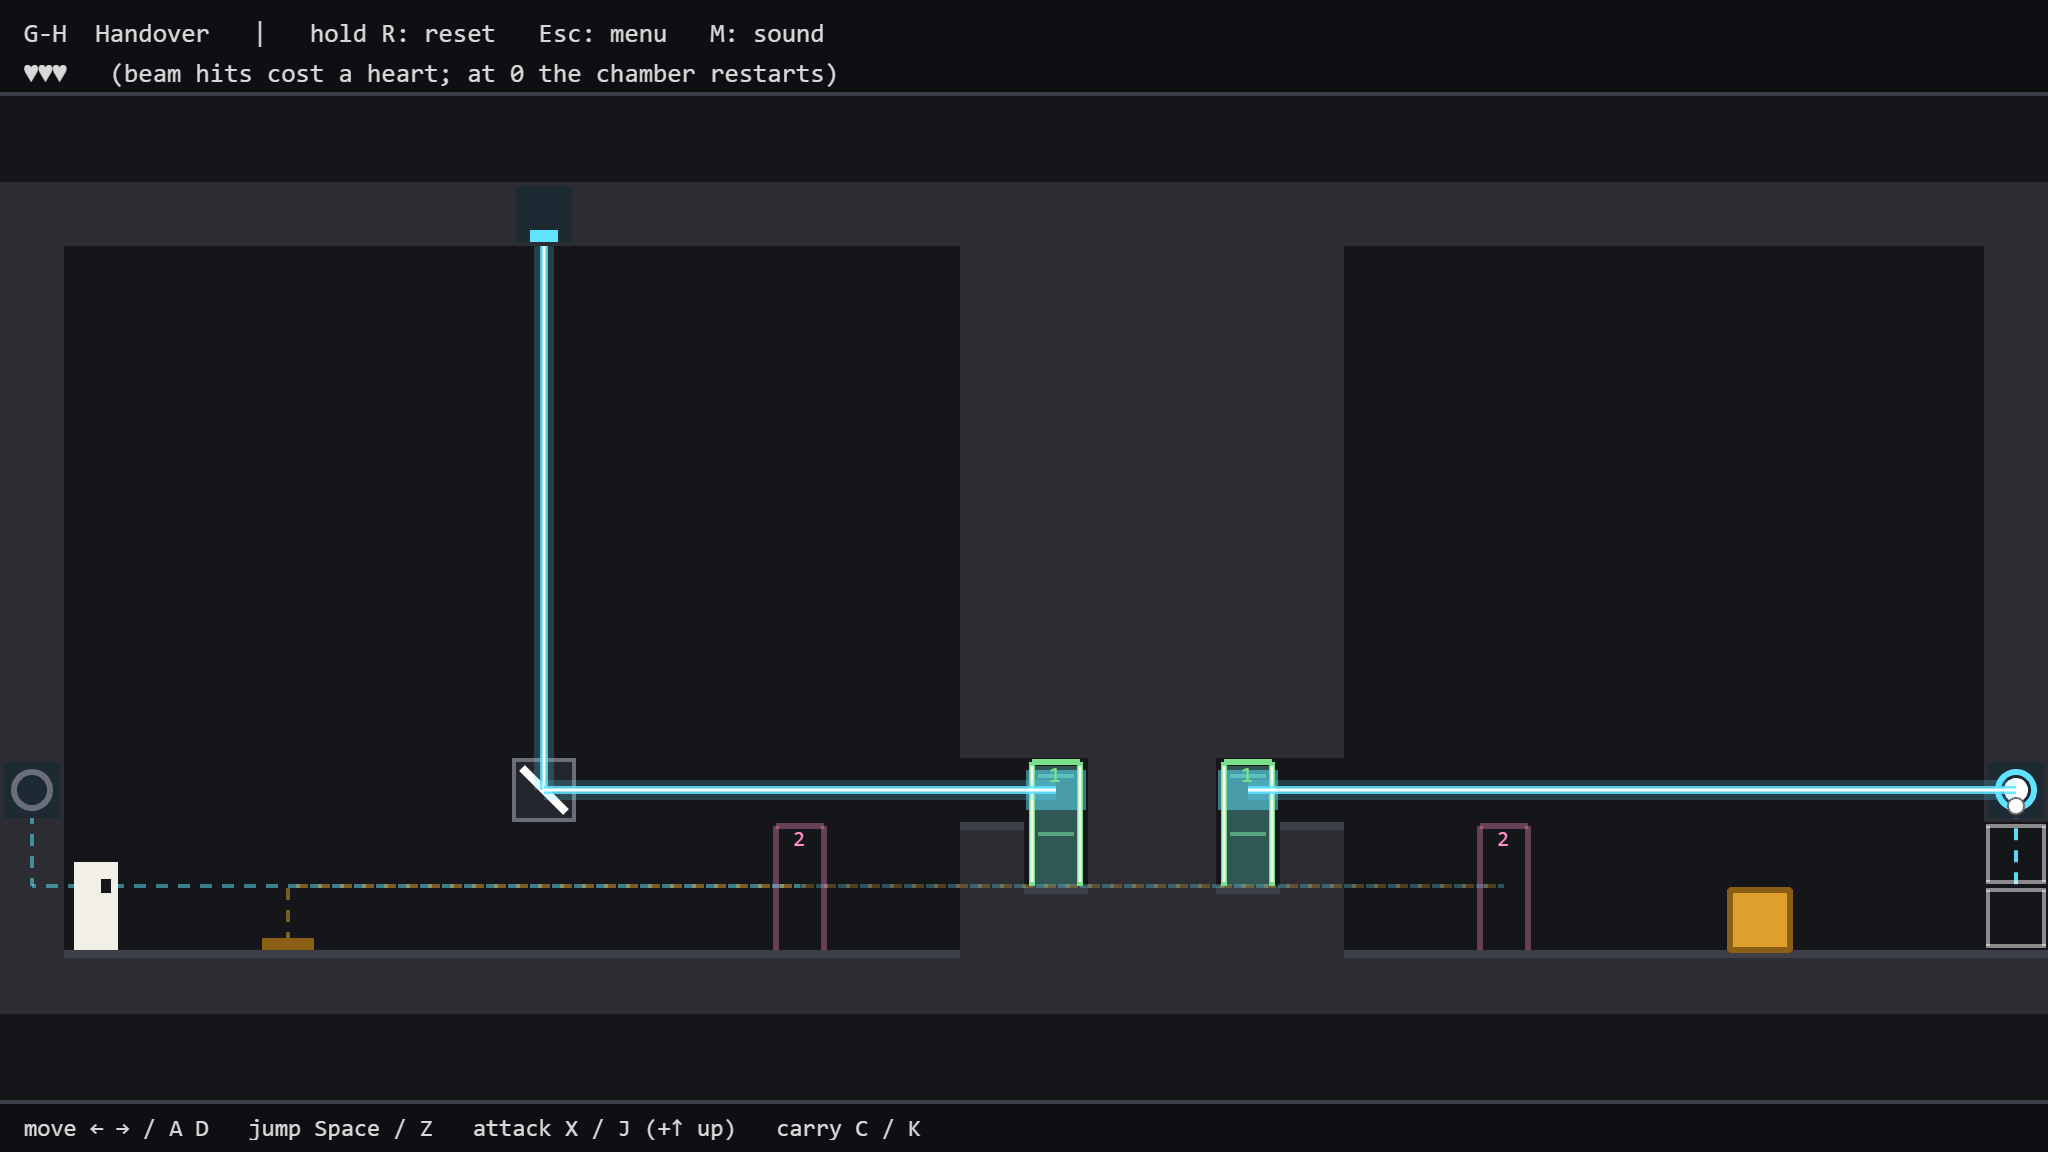 G-H  Handover   |   hold R: reset   Esc: menu   M: sound
♥♥♥   (beam hits cost a heart; at 0 the chamber restarts)
1 1
2 2
move ← → / A D   jump Space / Z   attack X / J (+↑ up)   carry C / K